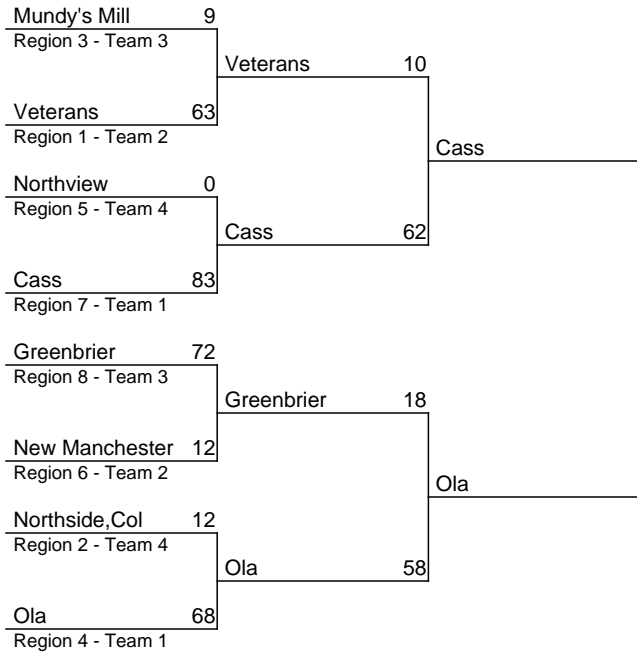 Mundy's Mill 9
Region 3 - Team 3
Veterans 10
Veterans 63
Region 1 - Team 2
Cass
Northview 0
Region 5 - Team 4
Cass 62
Cass 83
Region 7 - Team 1
Greenbrier 72
Region 8 - Team 3
Greenbrier 18
New Manchester 12
Region 6 - Team 2
Ola
Northside,Col 12
Region 2 - Team 4
Ola 58
Ola 68
Region 4 - Team 1